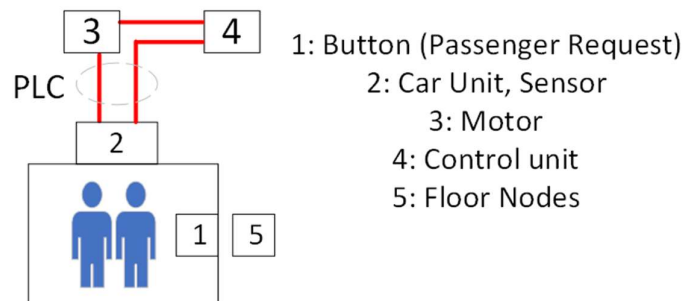 3
4
PLC
2
1
5
1: Button (Passenger Request)
2: Car Unit, Sensor
3: Motor
4: Control unit
5: Floor Nodes